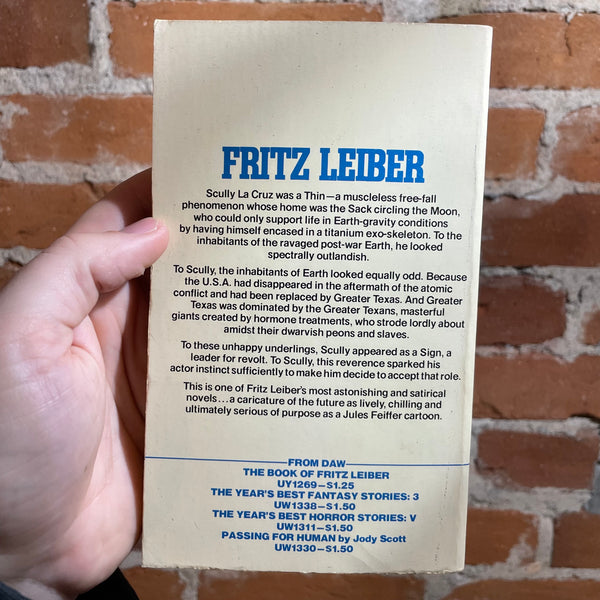 FRITZ LEIBER
Scully La Cruz was a Thin—a muscleless free-fall
phenomenon whose home was the Sack circling the Moon,
who could only support life in Earth-gravity conditions
by having himself encased in a titanium exo-skeleton. To the
inhabitants of the ravaged post-war Earth, he looked
spectrally outlandish.
To Scully, the inhabitants of Earth looked equally odd. Because
the U.S.A. had disappeared in the aftermath of the atomic
conflict and had been replaced by Greater Texas. And Greater
Texas was dominated by the Greater Texans, masterful
giants created by hormone treatments, who strode lordly about
amidst their dwarvish peons and slaves.
To these unhappy underlings, Scully appeared as a Sign, a
leader for revolt. To Scully, this reverence sparked his
actor instinct sufficiently to make him decide to accept that role.
This is one of Fritz Leiber's most astonishing and satirical
novels...a caricature of the future as lively, chilling and
ultimately serious of purpose as a Jules Feiffer cartoon.
FROM DAW
THE BOOK OF FRITZ LEIBER
UY1269—$1.25
THE YEAR'S BEST FANTASY STORIES: 3
UW1338—$1.50
THE YEAR'S BEST HORROR STORIES: V
UW1311—$1.50
PASSING FOR HUMAN by Jody Scott
UW1330—$1.50